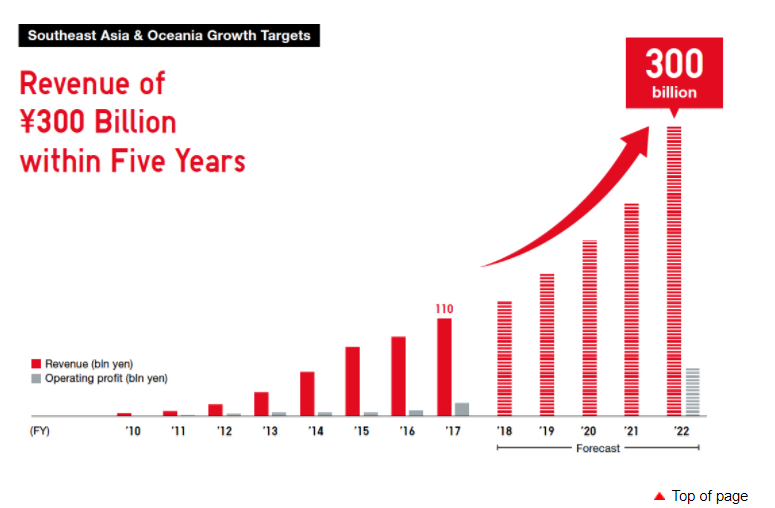 Southeast Asia & Oceania Growth Targets
Revenue of
¥300 Billion
within Five Years
300
billion
110
Revenue (bln yen)
Operating profit (bln yen)
(FY) '10 '11 '12 '13 '14 '15 '16 '17 '18 '19 '20 '21 '22
Forecast
Top of page